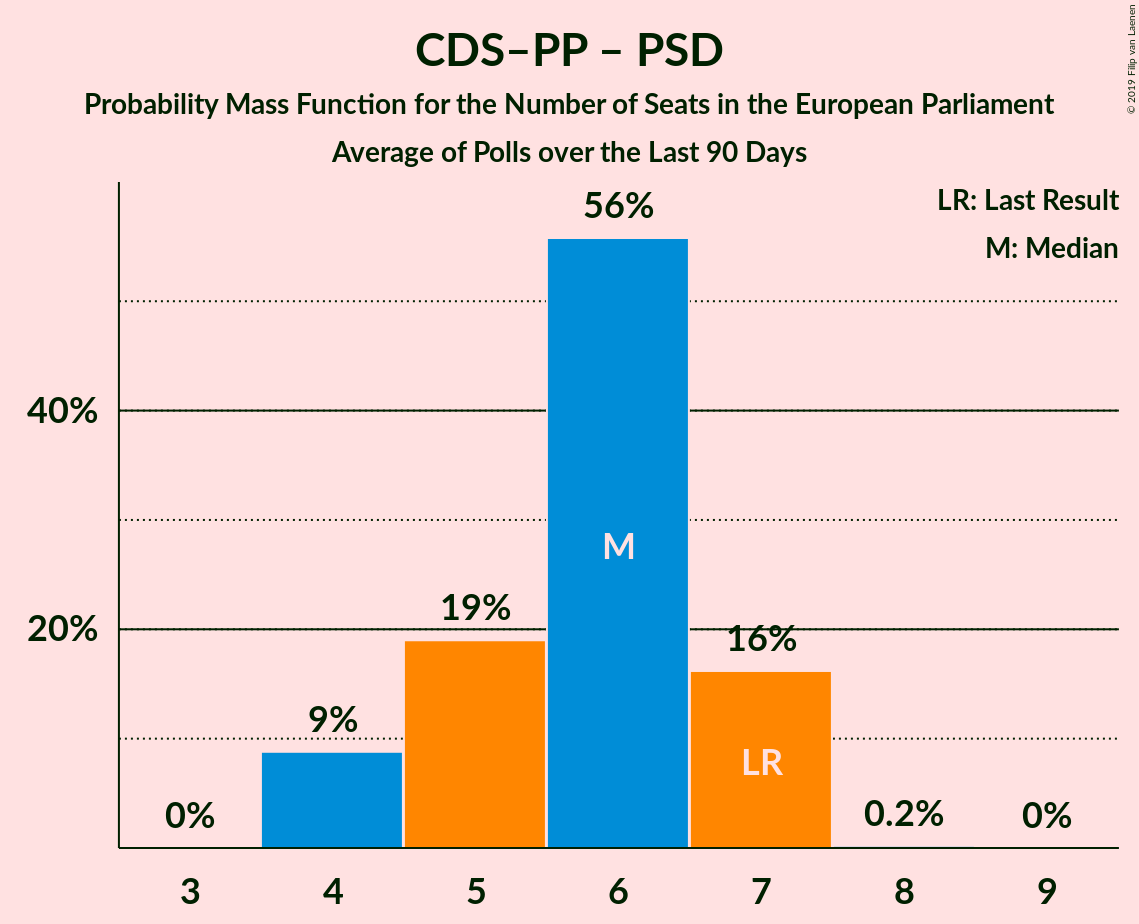 CDS–PP – PSD
Probability Mass Function for the Number of Seats in the European Parliament
Average of Polls over the Last 90 Days
© 2019 Filip van Laenen
LR: Last Result
M: Median
56%
40%
M
19%
20%
16%
9%
LR
0%
0.2%
0%
3 4 5 6 7 8 9